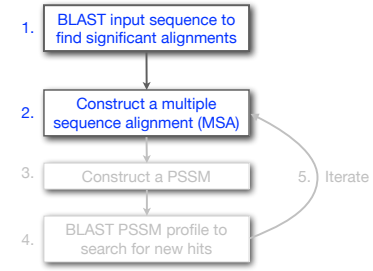 1. BLAST input sequence to
find significant alignments
2. Construct a multiple
sequence alignment (MSA)
3. Construct a PSSM
5. Iterate
4. BLAST PSSM profile to
search for new hits